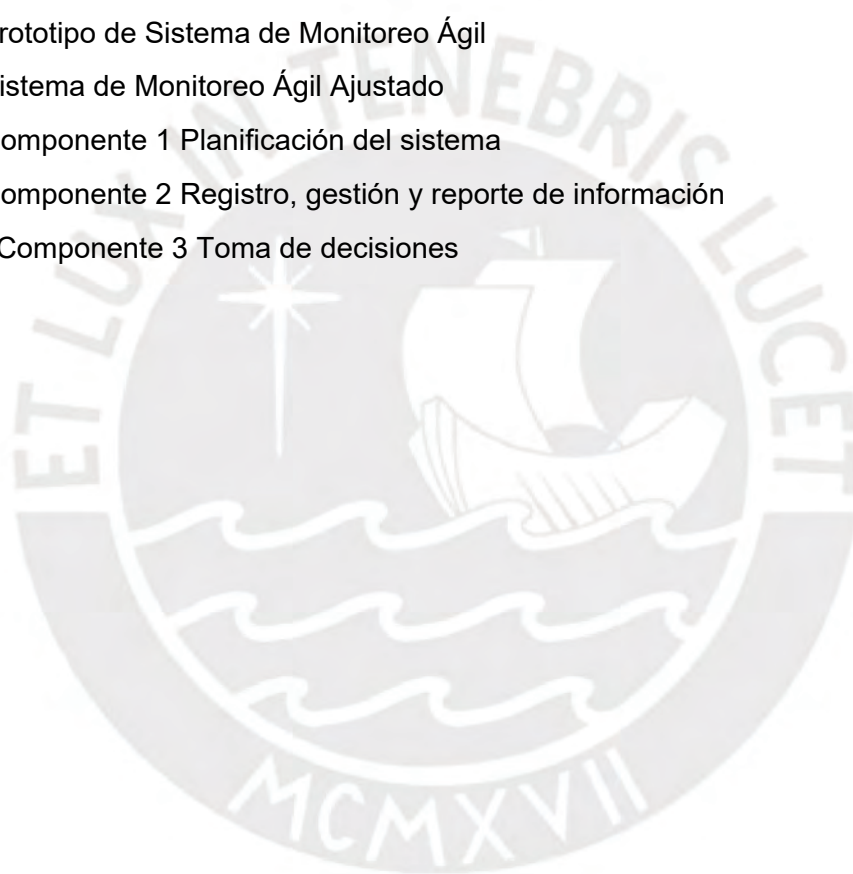 rototipo de Sistema de Monitoreo Ágil
istema de Monitoreo Ágil Ajustado
omponente 1 Planificación del sistema
omponente 2 Registro, gestión y reporte de información
Componente 3 Toma de decisiones
ET LUX IN TENEBRIS LUCET
MCMXVII